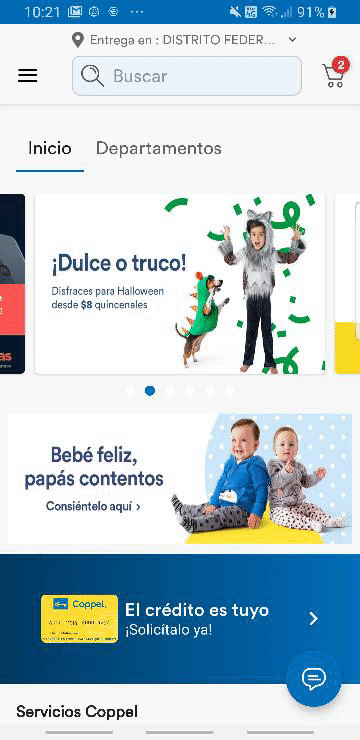 10:21
91%
Entrega en : DISTRITO FEDER...
Buscar
2
Inicio
Departamentos
as
¡Dulce o truco!
Disfraces para Halloween
desde $8 quincenales
Bebé feliz,
papás contentos
Consiéntelo aquí >
Coppel.
El crédito es tuyo
¡Solicítalo ya!
Servicios Coppel